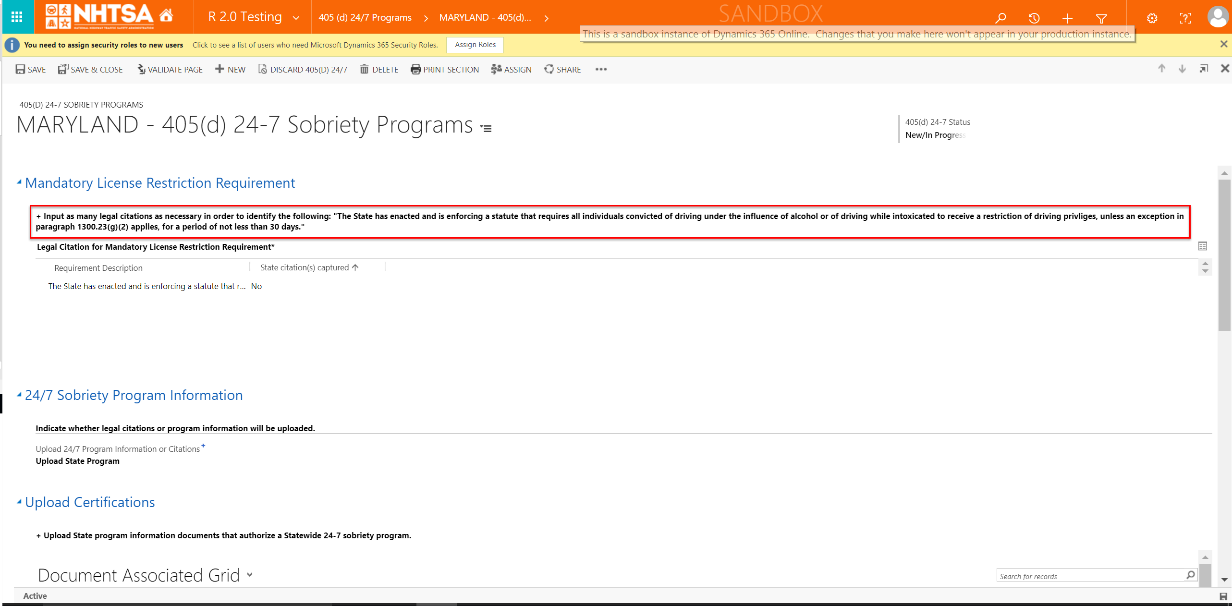 NHTSA
R 2.0 Testing
405 (d) 24/7 Programs
MARYLAND - 405(d)...
SANDBOX
This is a sandbox instance of Dynamics 365 Online. Changes that you make here won't appear in your production instance.
You need to assign security roles to new users Click to see a list of users who need Microsoft Dynamics 365 Security Roles. Assign Roles
SAVE SAVE & CLOSE VALIDATE PAGE NEW DISCARD 405(D) 24/7 DELETE PRINT SECTION ASSIGN SHARE
405(D) 24-7 SOBRIETY PROGRAMS
MARYLAND - 405(d) 24-7 Sobriety Programs
405(d) 24-7 Status
New/In Progress
Mandatory License Restriction Requirement
+ Input as many legal citations as necessary in order to identify the following: "The State has enacted and is enforcing a statute that requires all individuals convicted of driving under the influence of alcohol or of driving while intoxicated to receive a restriction of driving privliges, unless an exception in
paragraph 1300.23(g)(2) applies, for a period of not less than 30 days."
Legal Citation for Mandatory License Restriction Requirement*
Requirement Description State citation(s) captured ↑
The State has enacted and is enforcing a statute that r... No
24/7 Sobriety Program Information
Indicate whether legal citations or program information will be uploaded.
Upload 24/7 Program Information or Citations*
Upload State Program
Upload Certifications
+ Upload State program information documents that authorize a Statewide 24-7 sobriety program.
Document Associated Grid
Search for records
Active